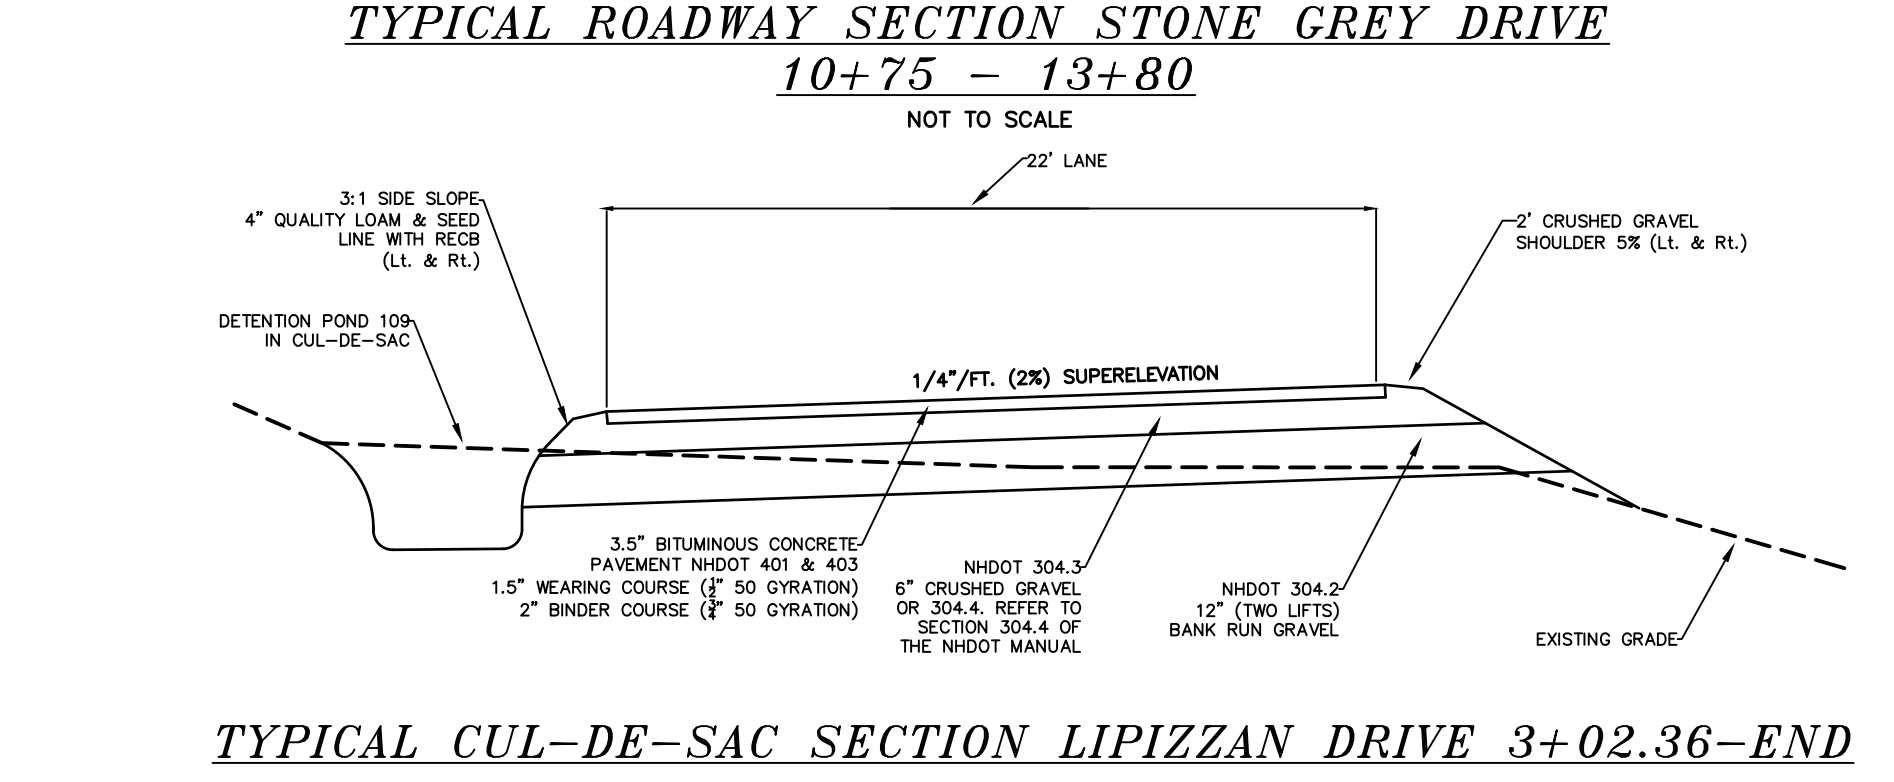 TYPICAL ROADWAY SECTION STONE GREY DRIVE
10+75 - 13+80
NOT TO SCALE
22' LANE
3:1 SIDE SLOPE
4" QUALITY LOAM & SEED
LINE WITH RECB
(Lt. & Rt.)
2' CRUSHED GRAVEL
SHOULDER 5% (Lt. & Rt.)
DETENTION POND 109
IN CUL-DE-SAC
1/4"/FT. (2%) SUPERELEVATION
3.5" BITUMINOUS CONCRETE
PAVEMENT NHDOT 401 & 403
1.5" WEARING COURSE (1/2" 50 GYRATION)
2" BINDER COURSE (3/4" 50 GYRATION)
NHDOT 304.3
6" CRUSHED GRAVEL
OR 304.4. REFER TO
SECTION 304.4 OF
THE NHDOT MANUAL
NHDOT 304.2
12" (TWO LIFTS)
BANK RUN GRAVEL
EXISTING GRADE
TYPICAL CUL-DE-SAC SECTION LIPIZZAN DRIVE 3+02.36-END